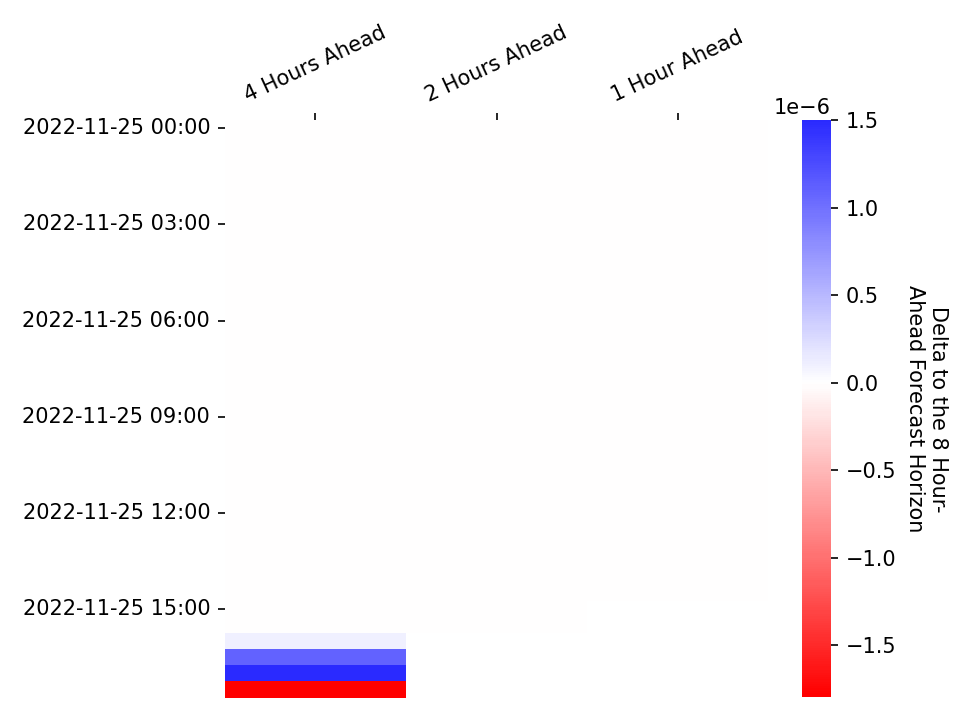 4 Hours Ahead
2 Hours Ahead
1 Hour Ahead
2022-11-25 00:00
2022-11-25 03:00
2022-11-25 06:00
2022-11-25 09:00
2022-11-25 12:00
2022-11-25 15:00
1e−6
1.5
1.0
0.5
0.0
−0.5
−1.0
−1.5
Delta to the 8 Hour-
Ahead Forecast Horizon